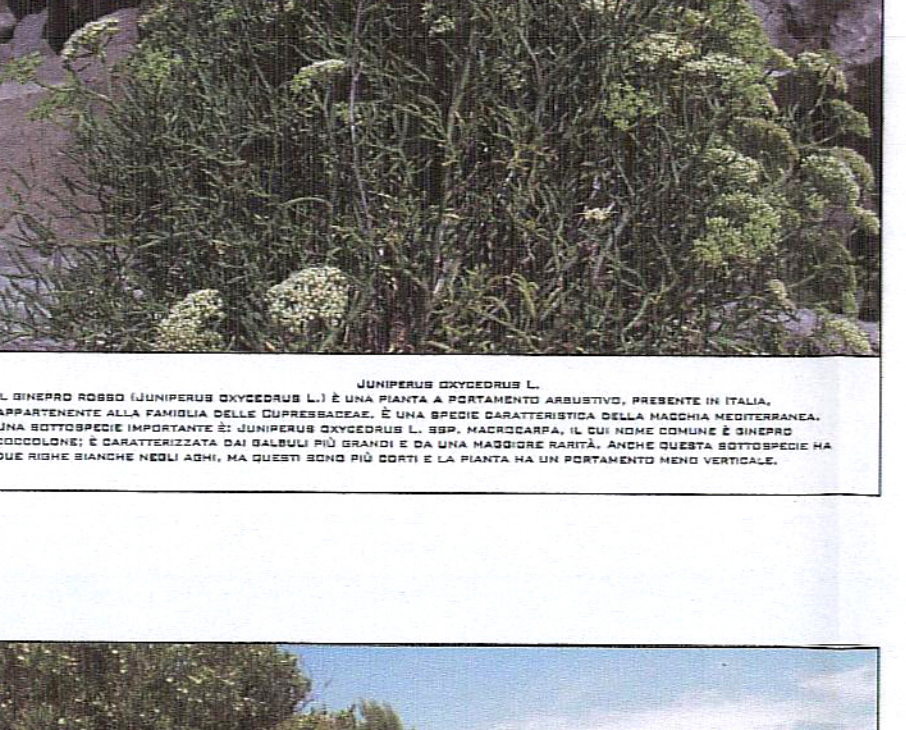 JUNIPERUS OXYCEDRUS L.
L GINEPRO ROSSO (JUNIPERUS OXYCEDRUS L.) È UNA PIANTA A PORTAMENTO ARBUSTIVO, PRESENTE IN ITALIA,
APPARTENENTE ALLA FAMIGLIA DELLE CUPRESSACEAE. È UNA SPECIE CARATTERISTICA DELLA MACCHIA MEDITERRANEA.
UNA SOTTOSPECIE IMPORTANTE È: JUNIPERUS OXYCEDRUS L. SSP. MACROCARPA, IL CUI NOME COMUNE È GINEPRO
COCCOLONE; È CARATTERIZZATA DAI GALBULI PIÙ GRANDI E DA UNA MAGGIORE RARITÀ. ANCHE QUESTA SOTTOSPECIE HA
DUE RIGHE BIANCHE NEGLI AGHI, MA QUESTI SONO PIÙ CORTI E LA PIANTA HA UN PORTAMENTO MENO VERTICALE.